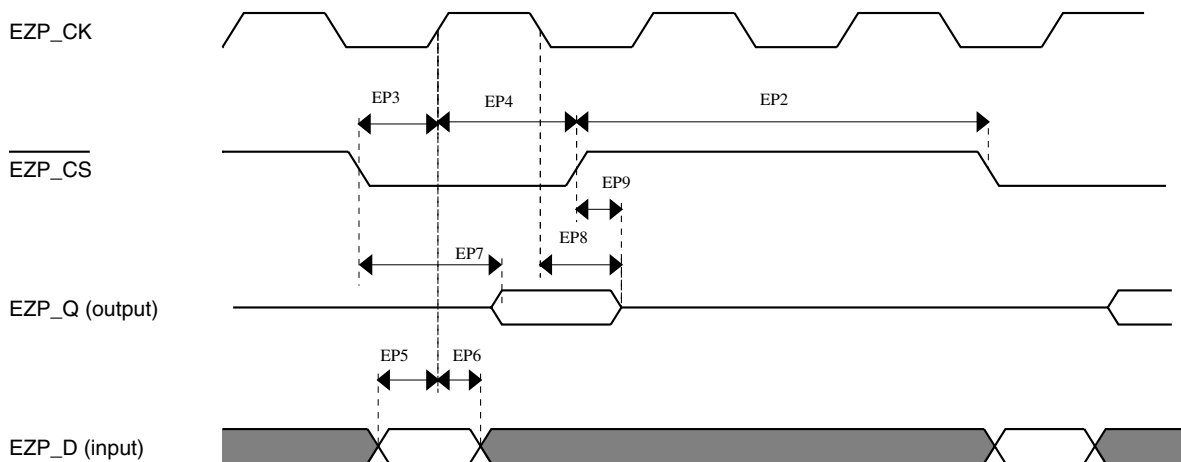 EZP_CK
EP3
EP4
EP2
EZP_CS
EP9
EP8
EP7
EZP_Q (output)
EP5
EP6
EZP_D (input)